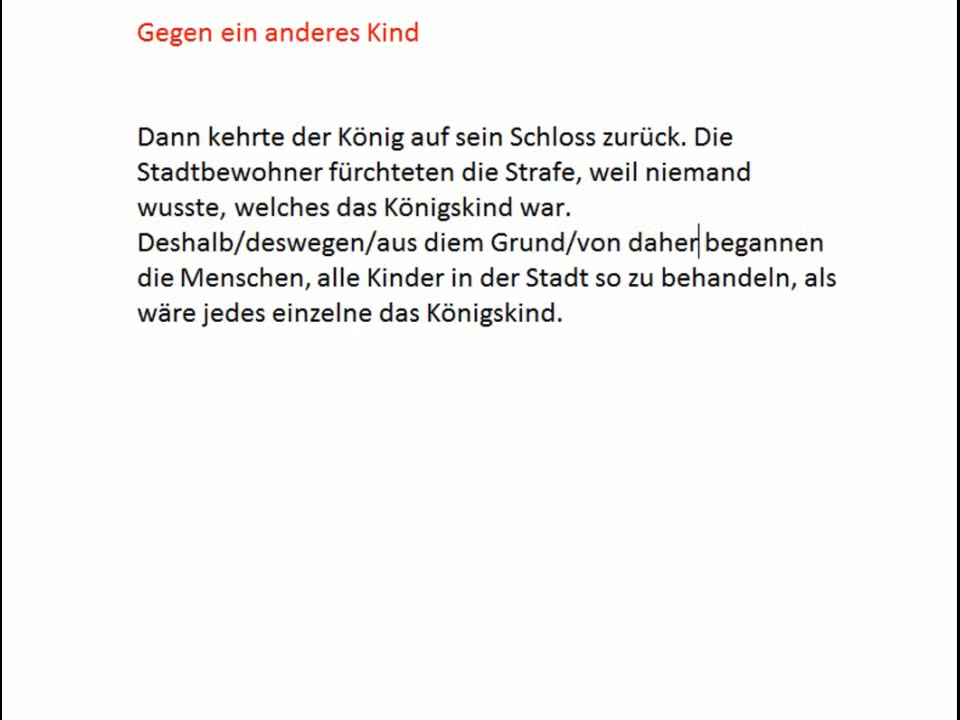 Gegen ein anderes Kind
Dann kehrte der König auf sein Schloss zurück. Die
Stadtbewohner fürchteten die Strafe, weil niemand
wusste, welches das Königskind war.
Deshalb/deswegen/aus diem Grund/von daher begannen
die Menschen, alle Kinder in der Stadt so zu behandeln, als
wäre jedes einzelne das Königskind.